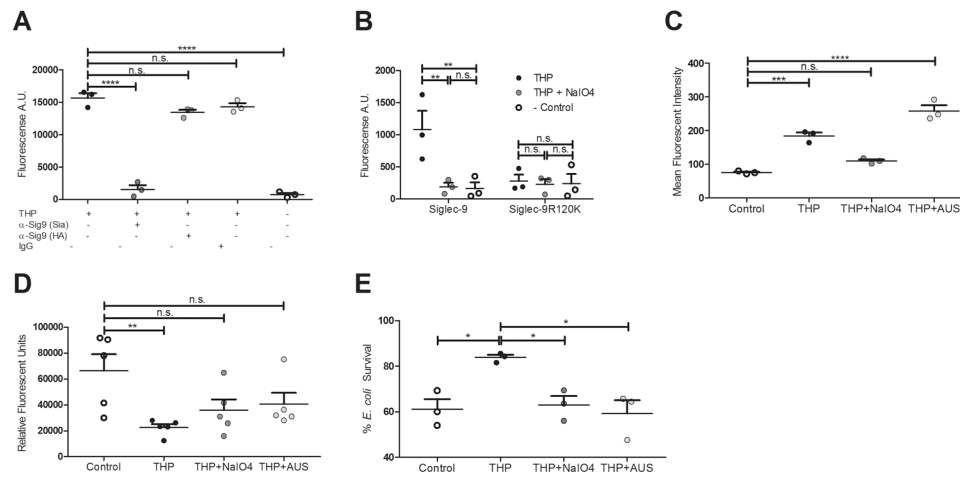 A
****
n.s.
n.s.
****
20000
15000
10000
5000
0
Fluorescense A.U.
THP + + + + -
α-Sig9 (Sia) - + - - -
α-Sig9 (HA) - - + - -
IgG - - - + -
B
**
** n.s.
THP
THP + NaIO4
- Control
n.s.
n.s. n.s.
2000
1500
1000
500
0
Fluorescense A.U.
Siglec-9 Siglec-9R120K
C
****
n.s.
***
400
300
200
100
0
Mean Fluorescent Intensity
Control THP THP+NaIO4 THP+AUS
D
n.s.
n.s.
**
100000
80000
60000
40000
20000
0
Relative Fluorescent Units
Control THP THP+NaIO4 THP+AUS
E
*
* *
100
80
60
40
% E. coli Survival
Control THP THP+NaIO4 THP+AUS